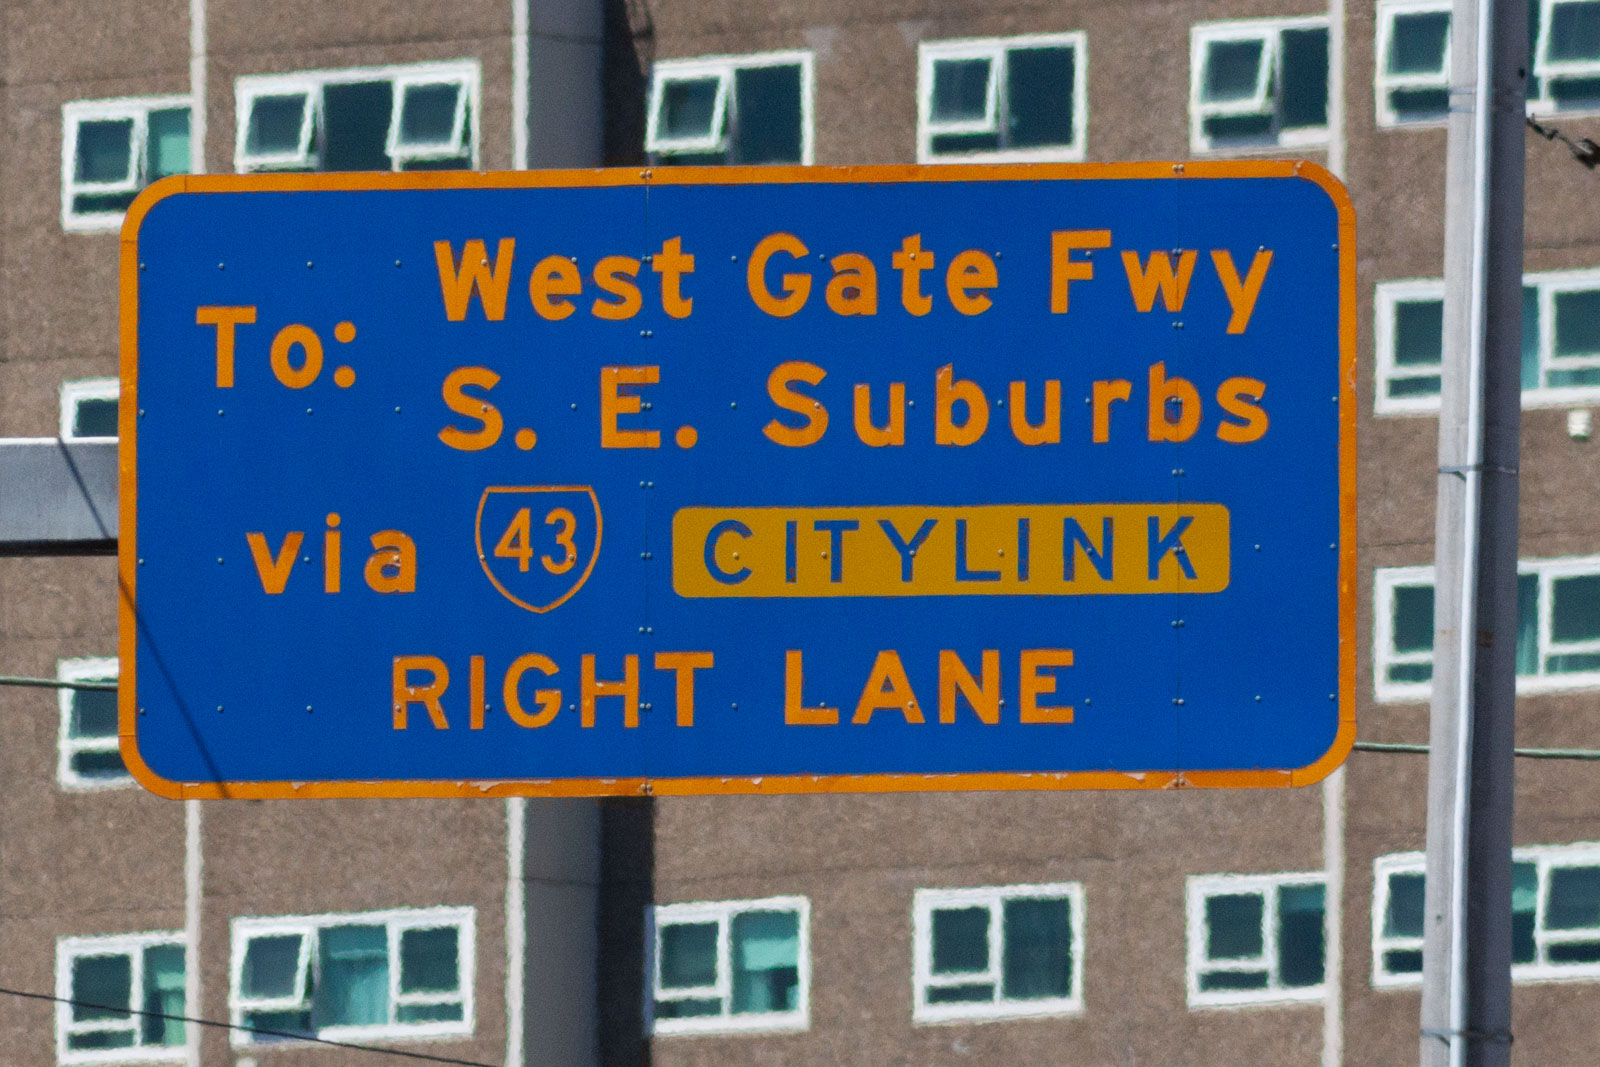 To: West Gate Fwy
S. E. Suburbs
via 43 CITYLINK
RIGHT LANE